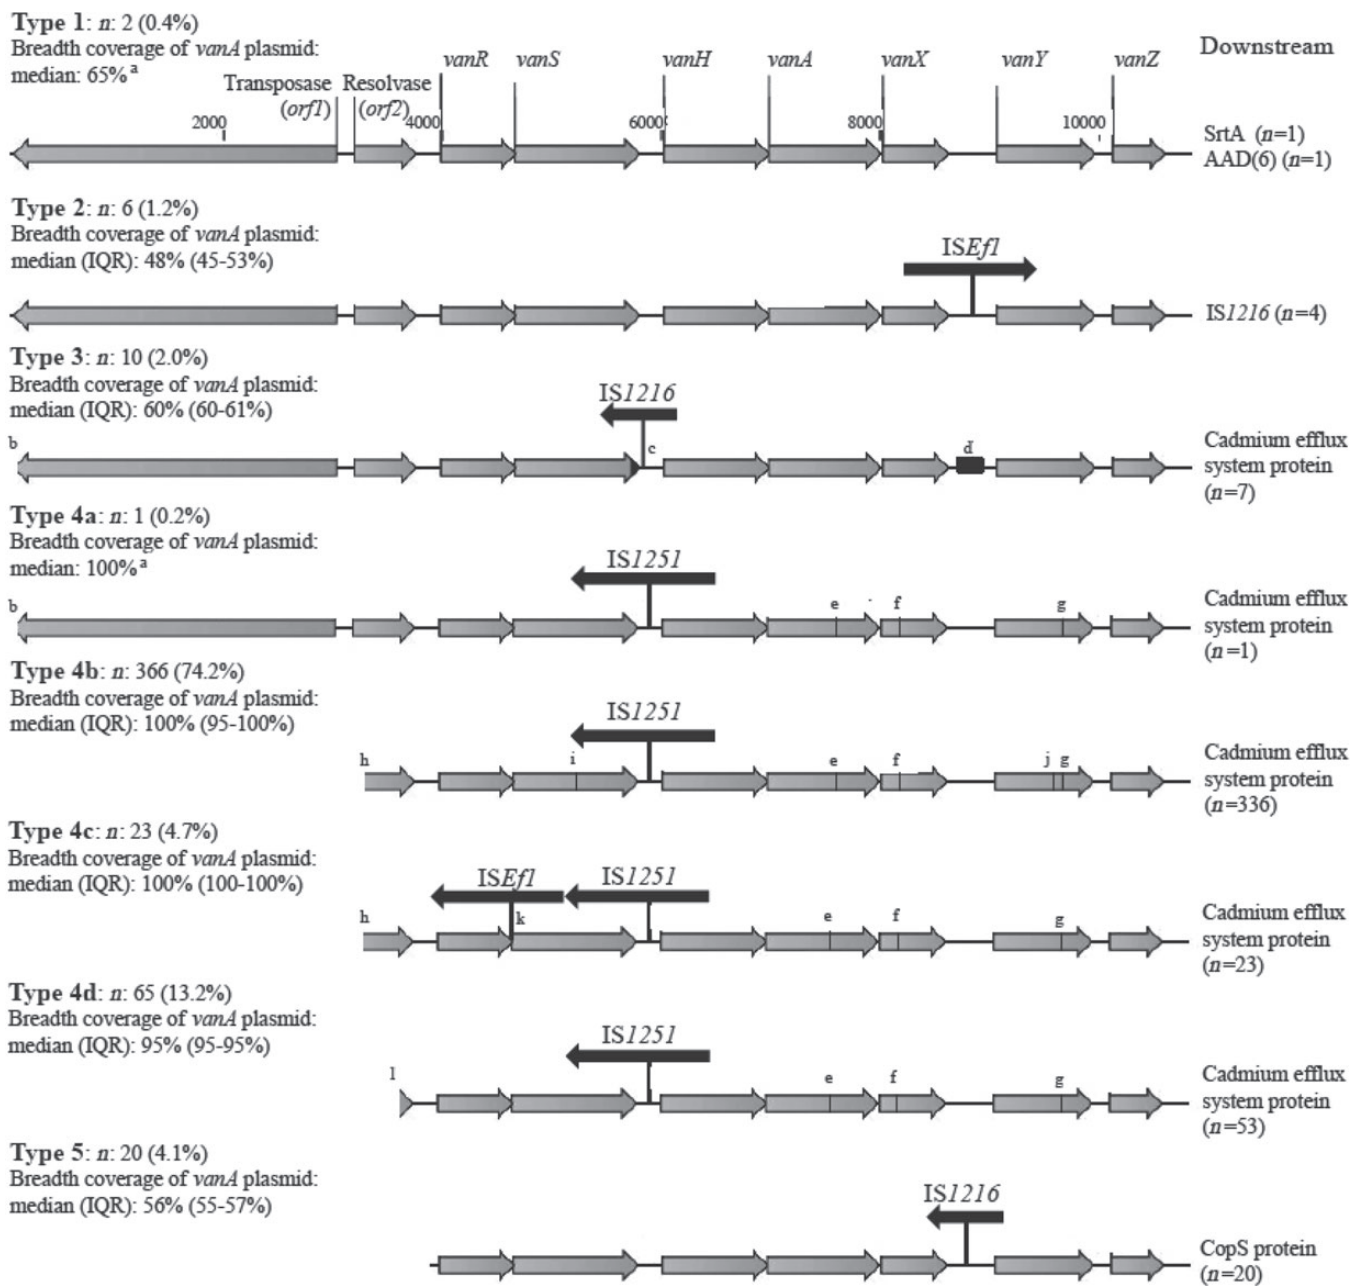 Type 1: n: 2 (0.4%)
Breadth coverage of vanA plasmid:
median: 65%a
Transposase
(orf1)
Resolvase
(orf2)
vanR
vanS
vanH
vanA
vanX
vanY
vanZ
Downstream
2000
4000
6000
8000
10000
SrtA (n=1)
AAD(6) (n=1)
Type 2: n: 6 (1.2%)
Breadth coverage of vanA plasmid:
median (IQR): 48% (45-53%)
ISEf1
IS1216 (n=4)
Type 3: n: 10 (2.0%)
Breadth coverage of vanA plasmid:
median (IQR): 60% (60-61%)
IS1216
b
c
d
Cadmium efflux
system protein
(n=7)
Type 4a: n: 1 (0.2%)
Breadth coverage of vanA plasmid:
median: 100%a
IS1251
b
e
f
g
Cadmium efflux
system protein
(n=1)
Type 4b: n: 366 (74.2%)
Breadth coverage of vanA plasmid:
median (IQR): 100% (95-100%)
IS1251
h
i
e
f
j g
Cadmium efflux
system protein
(n=336)
Type 4c: n: 23 (4.7%)
Breadth coverage of vanA plasmid:
median (IQR): 100% (100-100%)
ISEf1
IS1251
h
k
e
f
g
Cadmium efflux
system protein
(n=23)
Type 4d: n: 65 (13.2%)
Breadth coverage of vanA plasmid:
median (IQR): 95% (95-95%)
IS1251
l
e
f
g
Cadmium efflux
system protein
(n=53)
Type 5: n: 20 (4.1%)
Breadth coverage of vanA plasmid:
median (IQR): 56% (55-57%)
IS1216
CopS protein
(n=20)